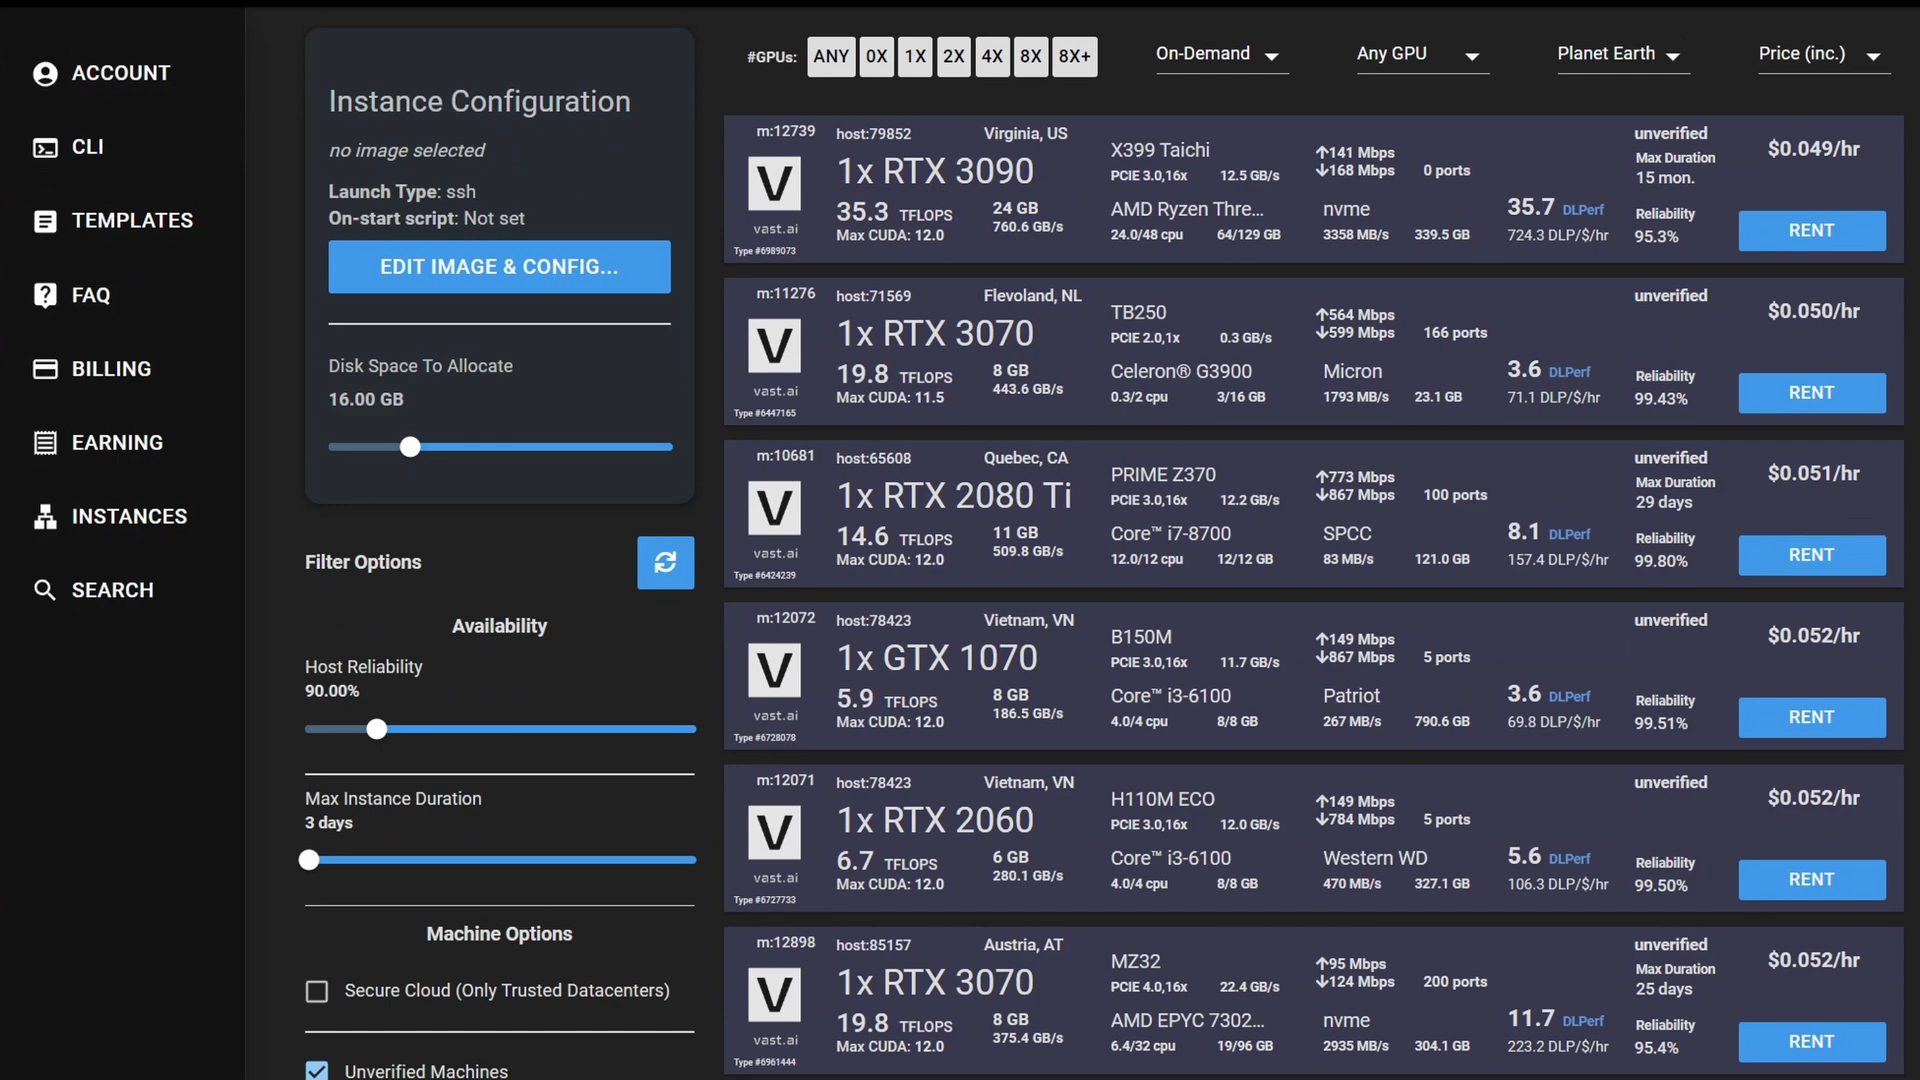 ACCOUNT
CLI
TEMPLATES
FAQ
BILLING
EARNING
INSTANCES
SEARCH
Instance Configuration
no image selected
Launch Type: ssh
On-start script: Not set
EDIT IMAGE & CONFIG...
Disk Space To Allocate
16.00 GB
Filter Options
Availability
Host Reliability
90.00%
Max Instance Duration
3 days
Machine Options
Secure Cloud (Only Trusted Datacenters)
Unverified Machines
#GPUs: ANY 0X 1X 2X 4X 8X 8X+ On-Demand Any GPU Planet Earth Price (inc.)
m:12739 host:79852 Virginia, US
V
vast.ai
Type #6989073
1x RTX 3090
35.3 TFLOPS 24 GB
Max CUDA: 12.0 760.6 GB/s
X399 Taichi
PCIE 3.0,16x 12.5 GB/s
AMD Ryzen Thre...
24.0/48 cpu 64/129 GB
↑141 Mbps
↓168 Mbps 0 ports
nvme
3358 MB/s 339.5 GB
35.7 DLPerf
724.3 DLP/$/hr
unverified
Max Duration
15 mon.
Reliability
95.3%
$0.049/hr
RENT
m:11276 host:71569 Flevoland, NL
V
vast.ai
Type #6447165
1x RTX 3070
19.8 TFLOPS 8 GB
Max CUDA: 11.5 443.6 GB/s
TB250
PCIE 2.0,1x 0.3 GB/s
Celeron® G3900
0.3/2 cpu 3/16 GB
↑564 Mbps
↓599 Mbps 166 ports
Micron
1793 MB/s 23.1 GB
3.6 DLPerf
71.1 DLP/$/hr
unverified
Reliability
99.43%
$0.050/hr
RENT
m:10681 host:65608 Quebec, CA
V
vast.ai
Type #6424239
1x RTX 2080 Ti
14.6 TFLOPS 11 GB
Max CUDA: 12.0 509.8 GB/s
PRIME Z370
PCIE 3.0,16x 12.2 GB/s
Core™ i7-8700
12.0/12 cpu 12/12 GB
↑773 Mbps
↓867 Mbps 100 ports
SPCC
83 MB/s 121.0 GB
8.1 DLPerf
157.4 DLP/$/hr
unverified
Max Duration
29 days
Reliability
99.80%
$0.051/hr
RENT
m:12072 host:78423 Vietnam, VN
V
vast.ai
Type #6728078
1x GTX 1070
5.9 TFLOPS 8 GB
Max CUDA: 12.0 186.5 GB/s
B150M
PCIE 3.0,16x 11.7 GB/s
Core™ i3-6100
4.0/4 cpu 8/8 GB
↑149 Mbps
↓867 Mbps 5 ports
Patriot
267 MB/s 790.6 GB
3.6 DLPerf
69.8 DLP/$/hr
unverified
Reliability
99.51%
$0.052/hr
RENT
m:12071 host:78423 Vietnam, VN
V
vast.ai
Type #6727733
1x RTX 2060
6.7 TFLOPS 6 GB
Max CUDA: 12.0 280.1 GB/s
H110M ECO
PCIE 3.0,16x 12.0 GB/s
Core™ i3-6100
4.0/4 cpu 8/8 GB
↑149 Mbps
↓784 Mbps 5 ports
Western WD
470 MB/s 327.1 GB
5.6 DLPerf
106.3 DLP/$/hr
unverified
Reliability
99.50%
$0.052/hr
RENT
m:12898 host:85157 Austria, AT
V
vast.ai
Type #6961444
1x RTX 3070
19.8 TFLOPS 8 GB
Max CUDA: 12.0 375.4 GB/s
MZ32
PCIE 4.0,16x 22.4 GB/s
AMD EPYC 7302...
6.4/32 cpu 19/96 GB
↑95 Mbps
↓124 Mbps 200 ports
nvme
2935 MB/s 304.1 GB
11.7 DLPerf
223.2 DLP/$/hr
unverified
Max Duration
25 days
Reliability
95.4%
$0.052/hr
RENT